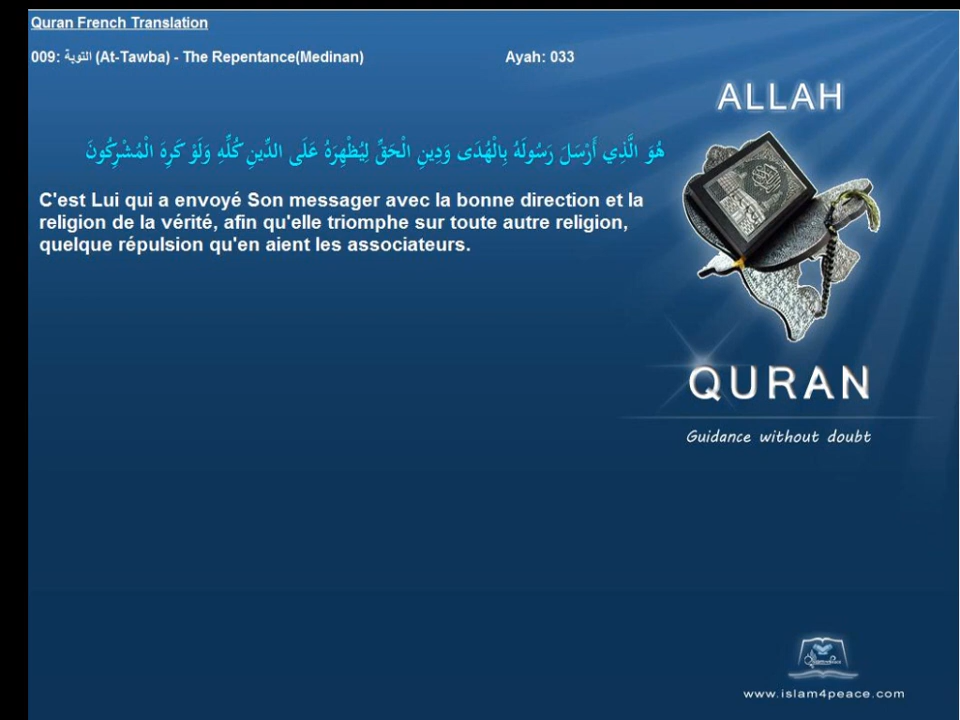 Quran French Translation
009: التوبة (At-Tawba) - The Repentance(Medinan) Ayah: 033
هُوَ الَّذِي أَرْسَلَ رَسُولَهُ بِالْهُدَى وَدِينِ الْحَقِّ لِيُظْهِرَهُ عَلَى الدِّينِ كُلِّهِ وَلَوْ كَرِهَ الْمُشْرِكُونَ
C'est Lui qui a envoyé Son messager avec la bonne direction et la
religion de la vérité, afin qu'elle triomphe sur toute autre religion,
quelque répulsion qu'en aient les associateurs.
ALLAH
QURAN
Guidance without doubt
www.islam4peace.com